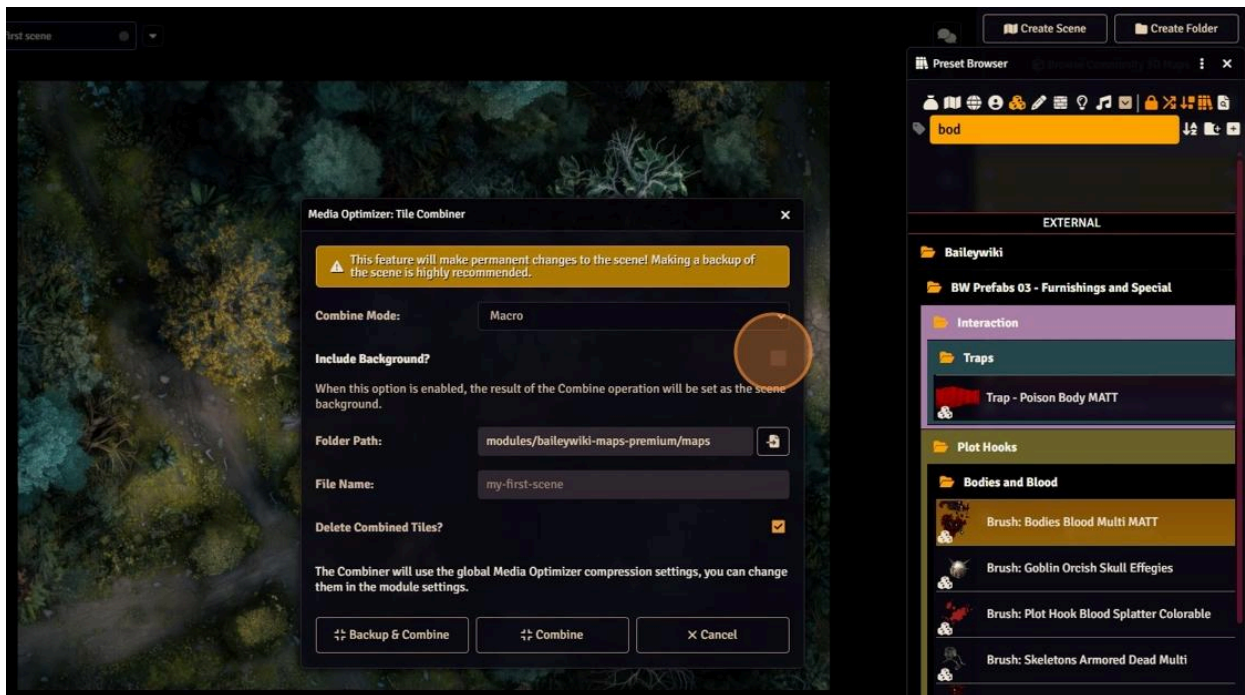 first scene
Create Scene
Create Folder
Preset Browser
bod
EXTERNAL
Baileywiki
BW Prefabs 03 - Furnishings and Special
Interaction
Traps
Trap - Poison Body MATT
Plot Hooks
Bodies and Blood
Brush: Bodies Blood Multi MATT
Brush: Goblin Orcish Skull Effegies
Brush: Plot Hook Blood Splatter Colorable
Brush: Skeletons Armored Dead Multi
Media Optimizer: Tile Combiner
This feature will make permanent changes to the scene! Making a backup of
the scene is highly recommended.
Combine Mode:
Macro
Include Background?
When this option is enabled, the result of the Combine operation will be set as the scene
background.
Folder Path:
modules/baileywiki-maps-premium/maps
File Name:
my-first-scene
Delete Combined Tiles?
The Combiner will use the global Media Optimizer compression settings, you can change
them in the module settings.
Backup & Combine
Combine
Cancel